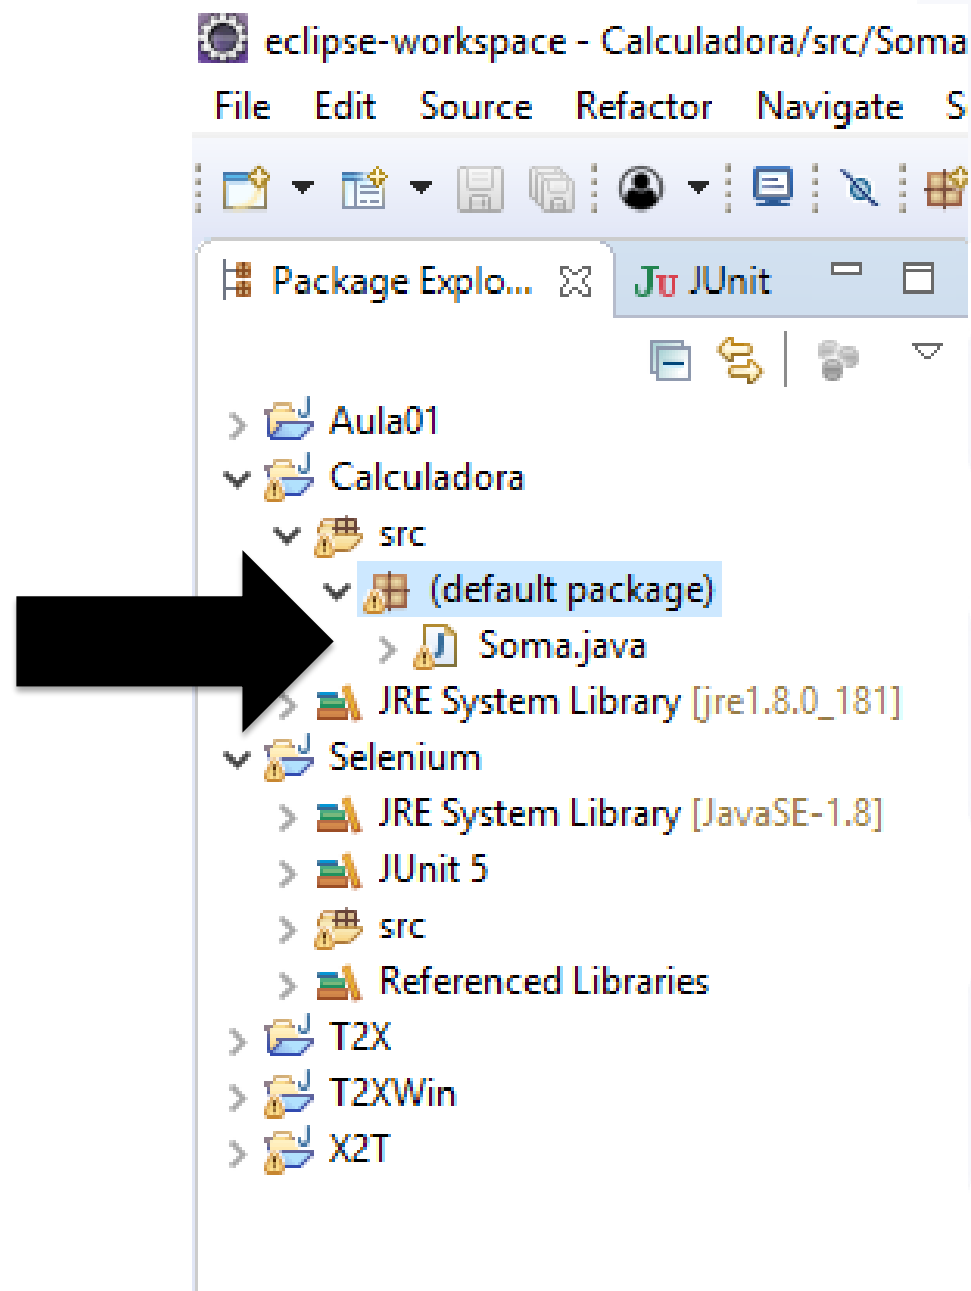 eclipse-workspace - Calculadora/src/Soma
File Edit Source Refactor Navigate S
Package Explo... JUnit
Aula01
Calculadora
src
(default package)
Soma.java
JRE System Library [jre1.8.0_181]
Selenium
JRE System Library [JavaSE-1.8]
JUnit 5
src
Referenced Libraries
T2X
T2XWin
X2T